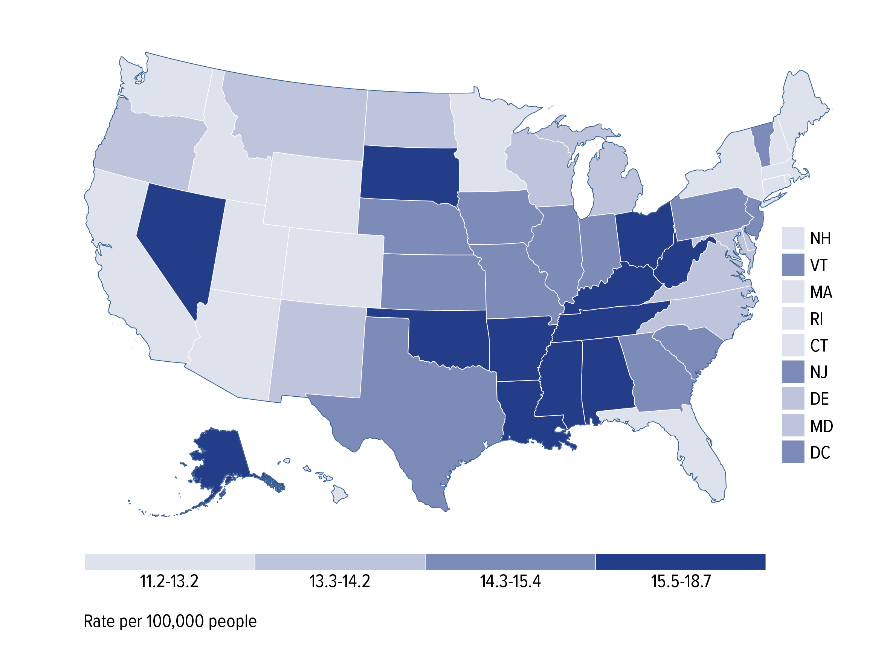 NH
VT
MA
RI
CT
NJ
DE
MD
DC
11.2-13.2
13.3-14.2
14.3-15.4
15.5-18.7
Rate per 100,000 people